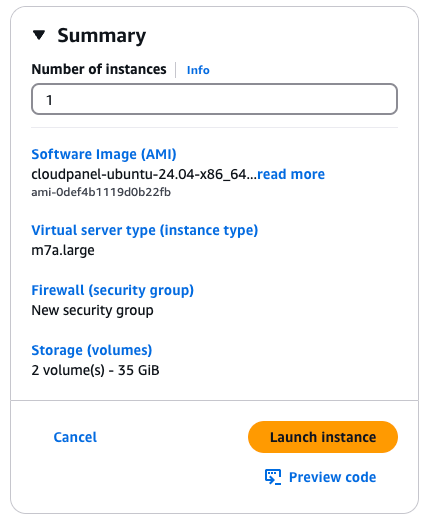 Summary
Number of instances Info
1
Software Image (AMI)
cloudpanel-ubuntu-24.04-x86_64...read more
ami-0def4b1119d0b22fb
Virtual server type (instance type)
m7a.large
Firewall (security group)
New security group
Storage (volumes)
2 volume(s) - 35 GiB
Cancel Launch instance
Preview code